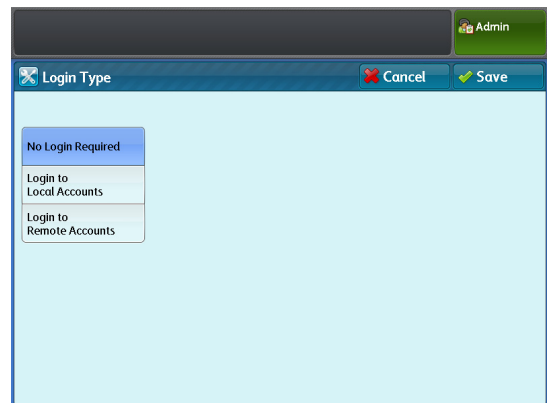 Admin
Login Type
Cancel
Save
No Login Required
Login to
Local Accounts
Login to
Remote Accounts